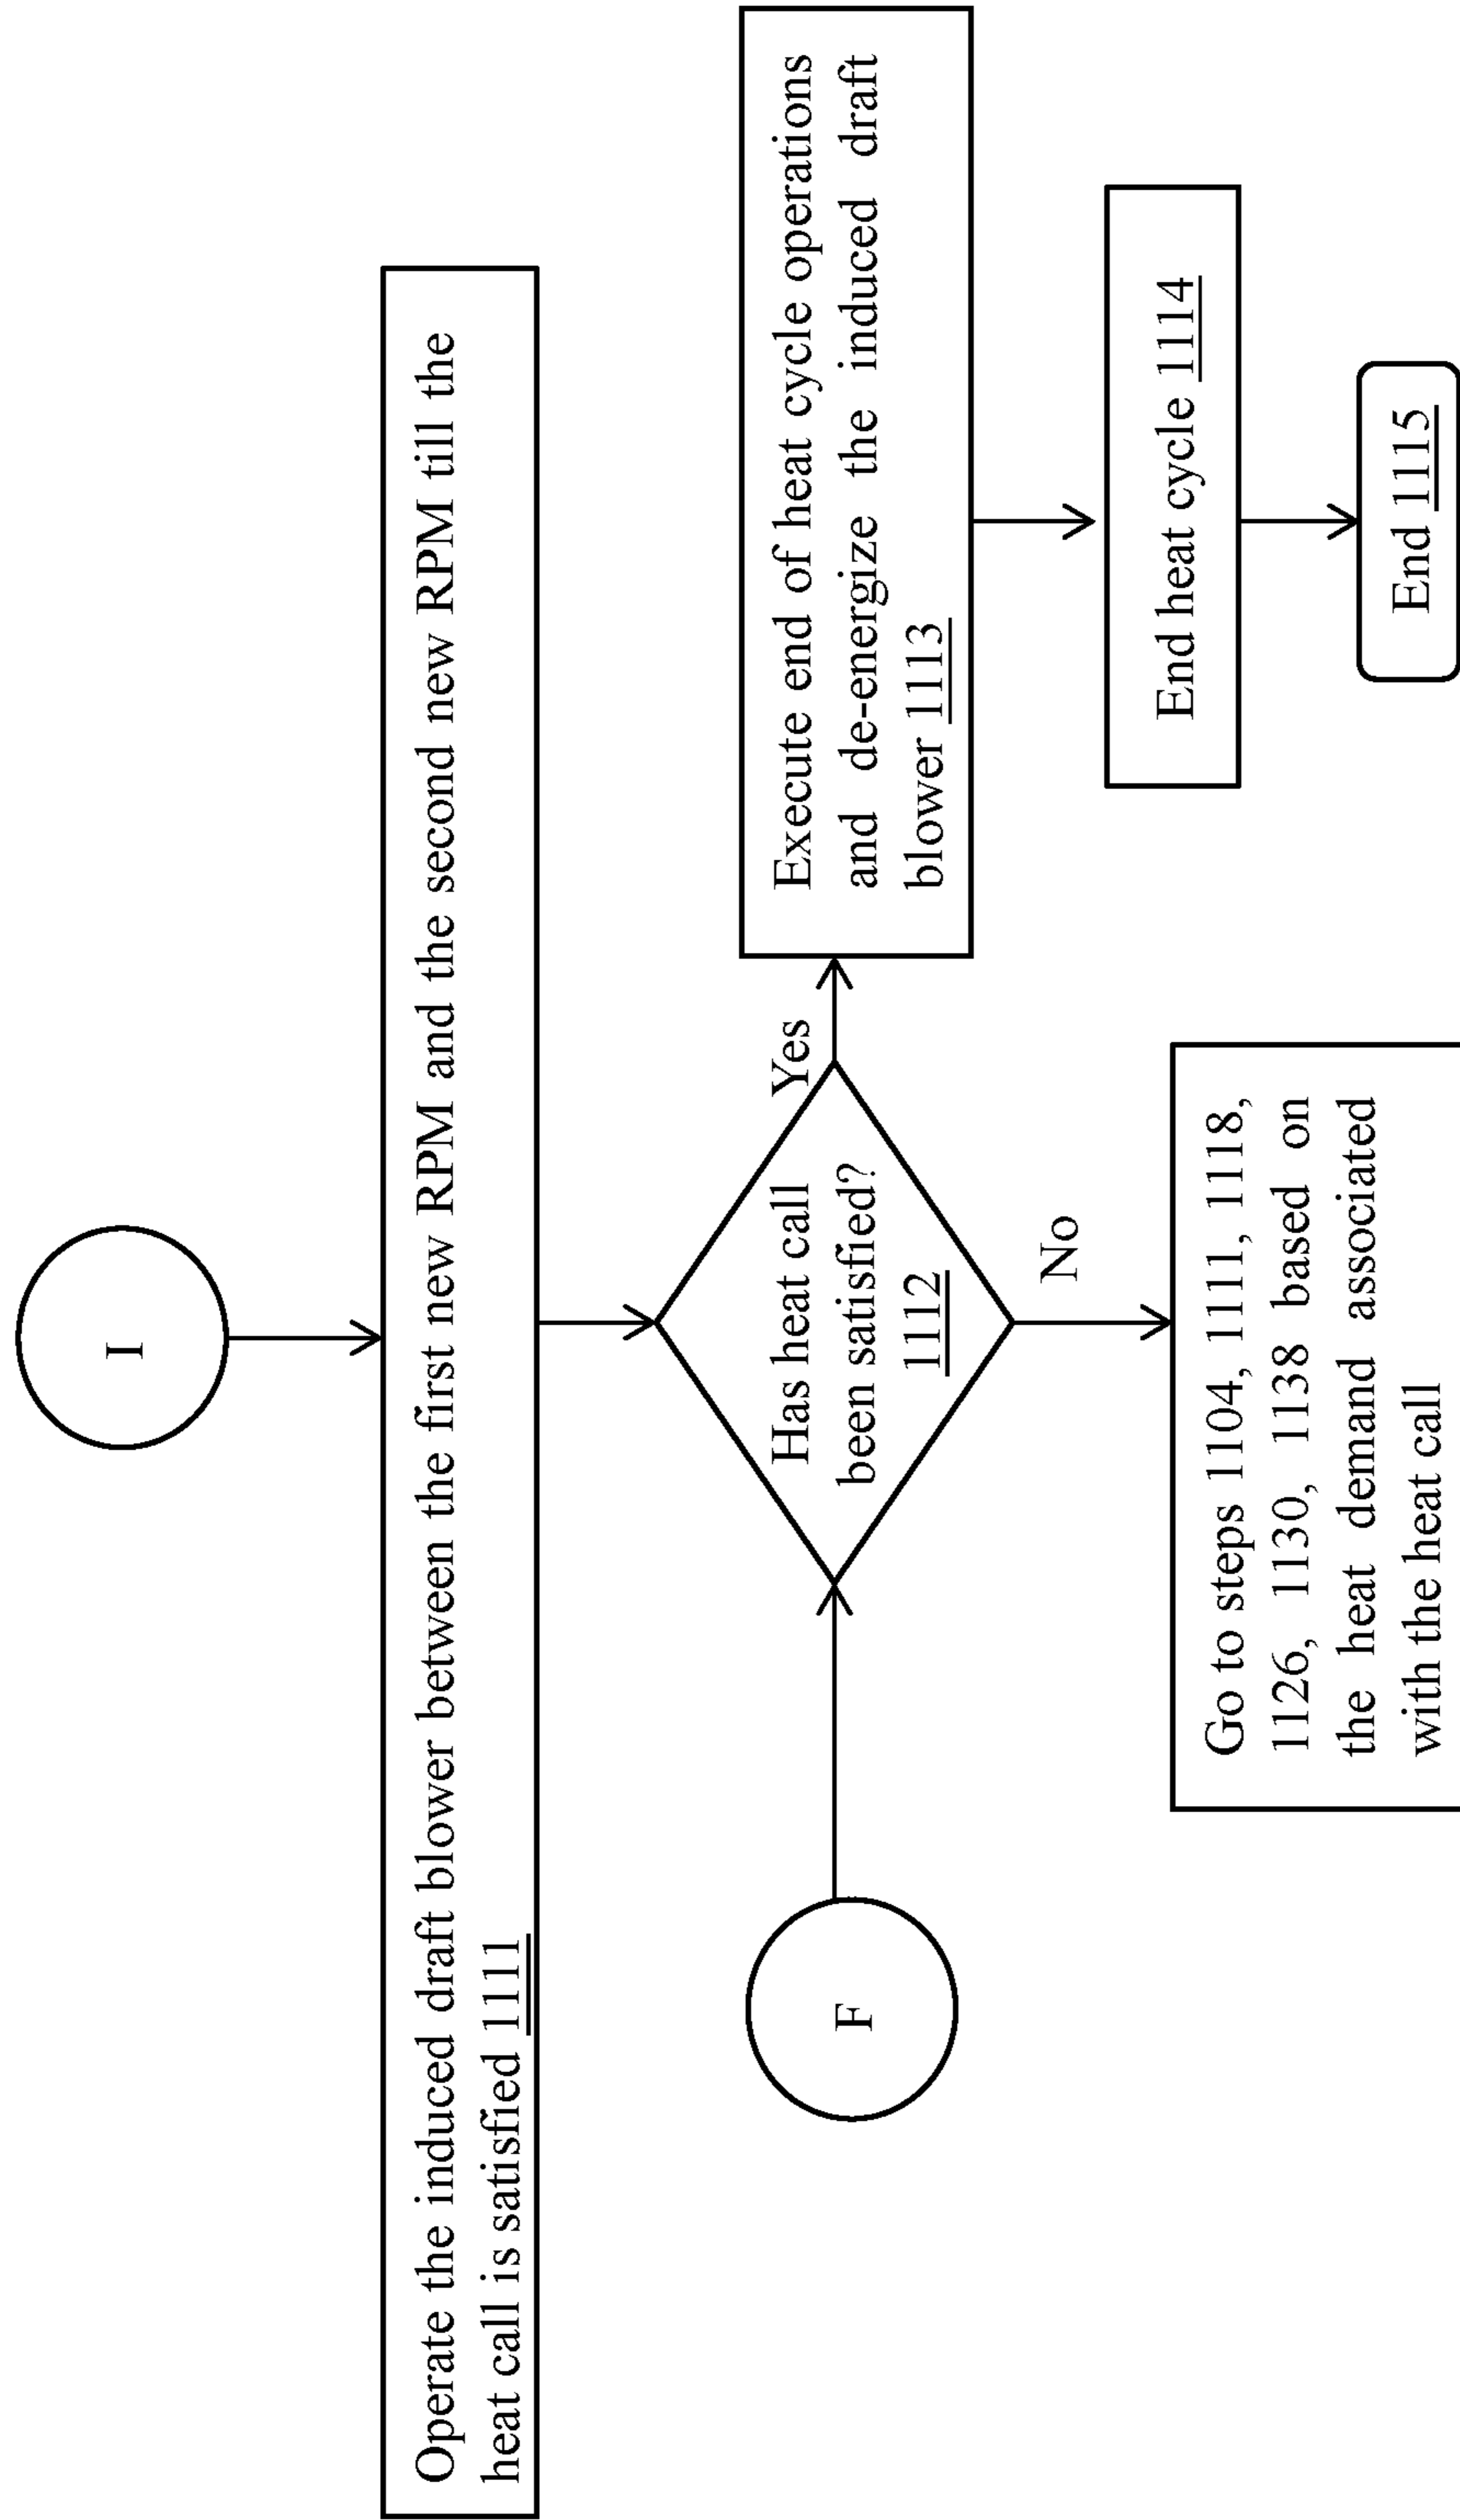 I
Operate the induced draft blower between the first new RPM and the second new RPM till the
heat call is satisfied 1111
F
Has heat call
been satisfied?
1112
Yes
Execute end of heat cycle operations
and de-energize the induced draft
blower 1113
No
Go to steps 1104, 1111, 1118,
1126, 1130, 1138 based on
the heat demand associated
with the heat call
End heat cycle 1114
End 1115